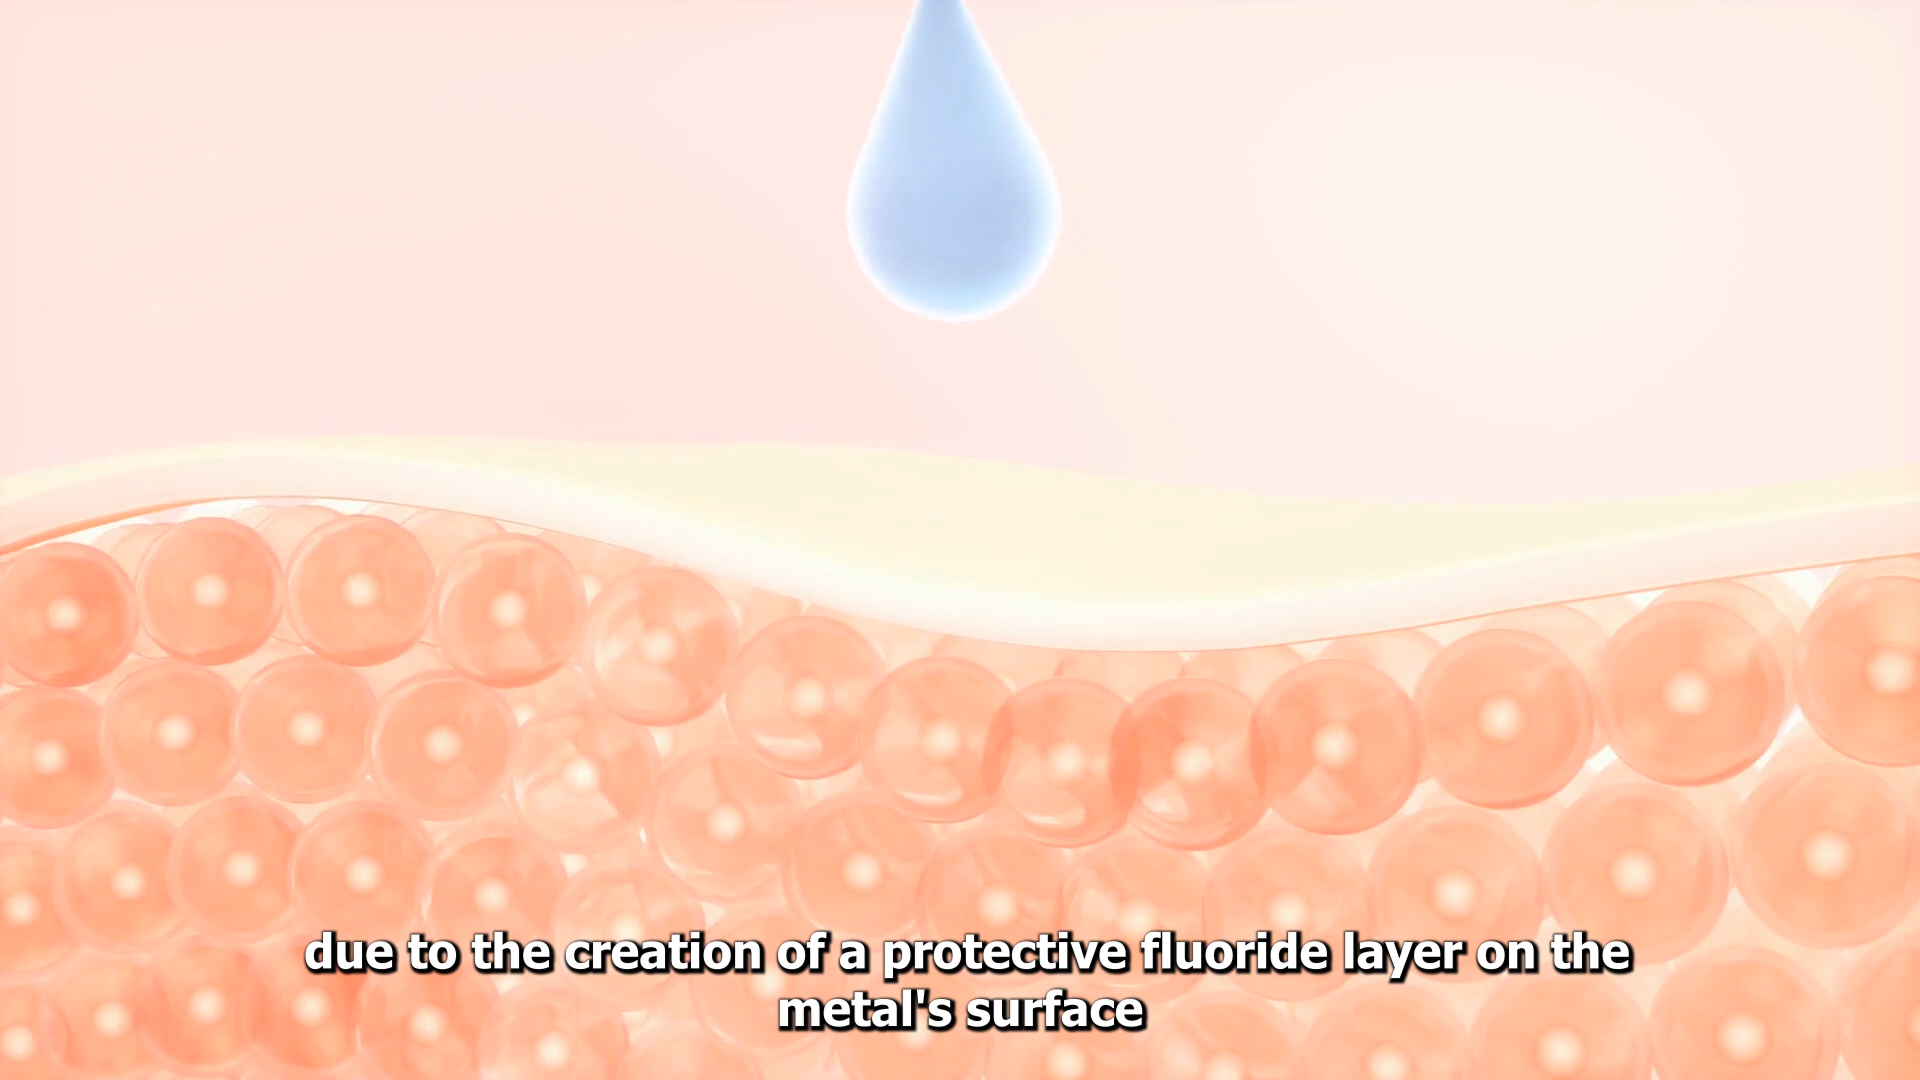 due to the creation of a protective fluoride layer on the
metal's surface